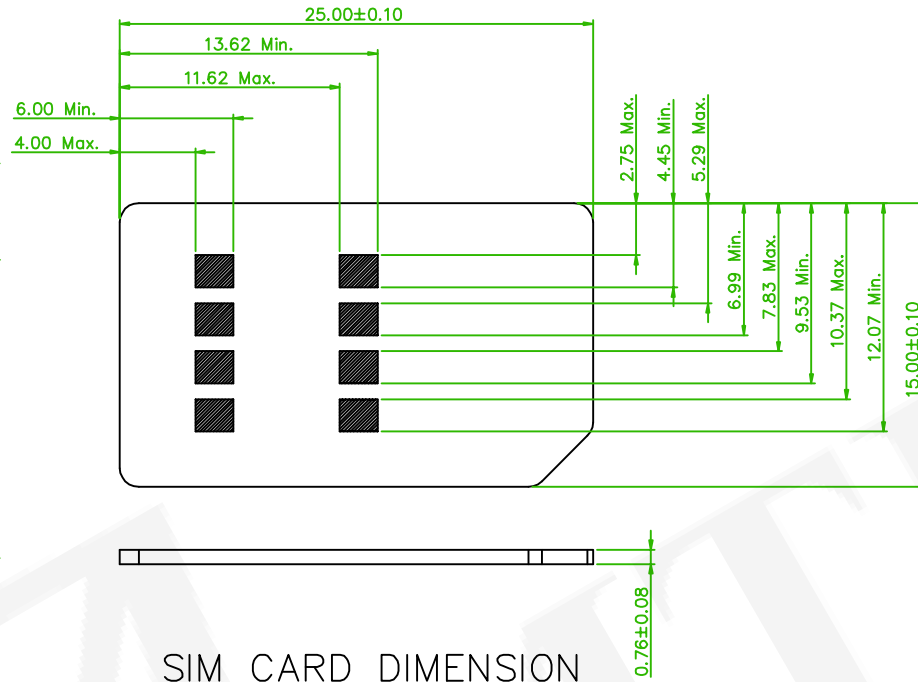 25.00±0.10
13.62 Min.
11.62 Max.
6.00 Min.
4.00 Max.
2.75 Max.
4.45 Min.
5.29 Max.
6.99 Min.
7.83 Max.
9.53 Min.
10.37 Max.
12.07 Min.
15.00±0.10
0.76±0.08
SIM CARD DIMENSION